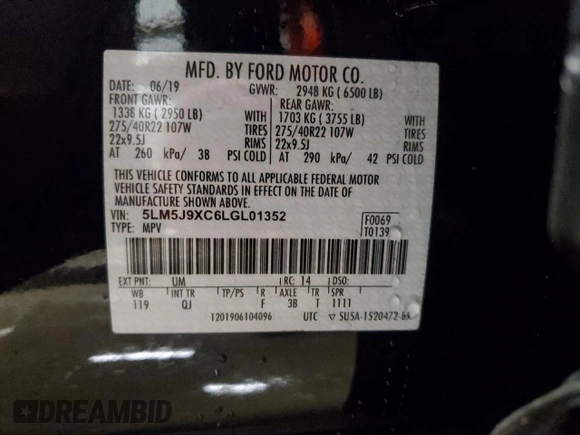 MFD. BY FORD MOTOR CO.
DATE: 06/19 GVWR: 2948 KG ( 6500 LB)
FRONT GAWR: REAR GAWR:
1338 KG ( 2950 LB) WITH 1703 KG ( 3755 LB) WITH
275/40R22 107W TIRES 275/40R22 107W TIRES
22x9.5J RIMS 22x9.5J RIMS
AT 260 kPa/ 38 PSI COLD AT 290 kPa/ 42 PSI COLD
THIS VEHICLE CONFORMS TO ALL APPLICABLE FEDERAL MOTOR
VEHICLE SAFETY STANDARDS IN EFFECT ON THE DATE OF
MANUFACTURE SHOWN ABOVE.
VIN: 5LM5J9XC6LGL01352 F0069
TYPE: MPV T0139
EXT PNT: UM RC: 14 DSO:
WB INT TR TP/PS R AXLE TR SPR
119 QJ F 3B T 1111
1201906104096 UTC ▽ 5U5A-1520472-
DREAMBID